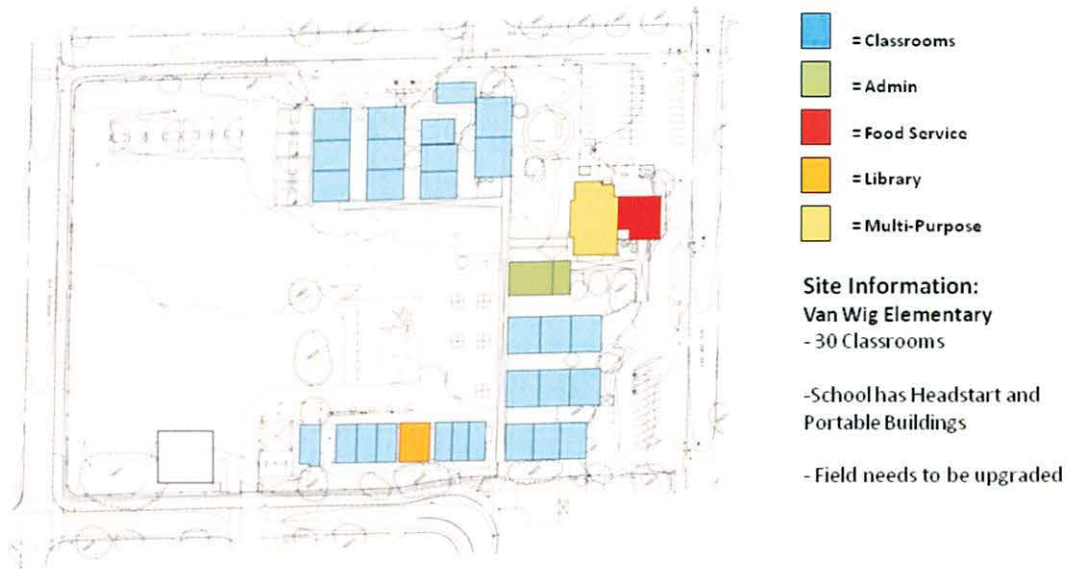 = Classrooms
= Admin
= Food Service
= Library
= Multi-Purpose
Site Information:
Van Wig Elementary
- 30 Classrooms
-School has Headstart and
Portable Buildings
- Field needs to be upgraded